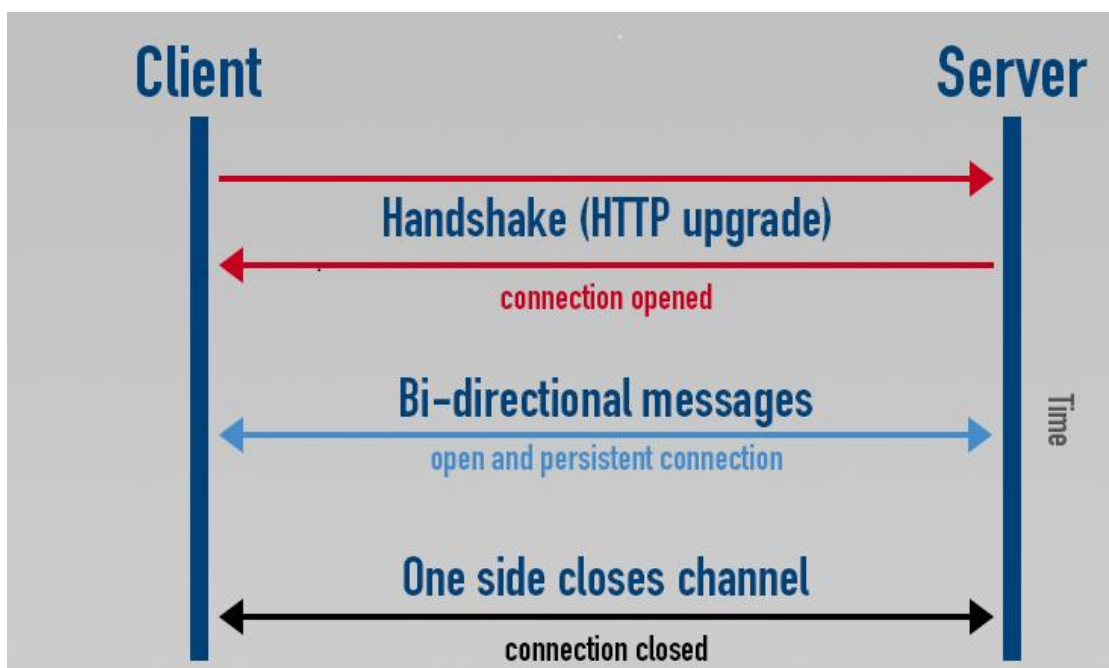 Client
Server
Handshake (HTTP upgrade)
connection opened
Bi-directional messages
open and persistent connection
Time
One side closes channel
connection closed